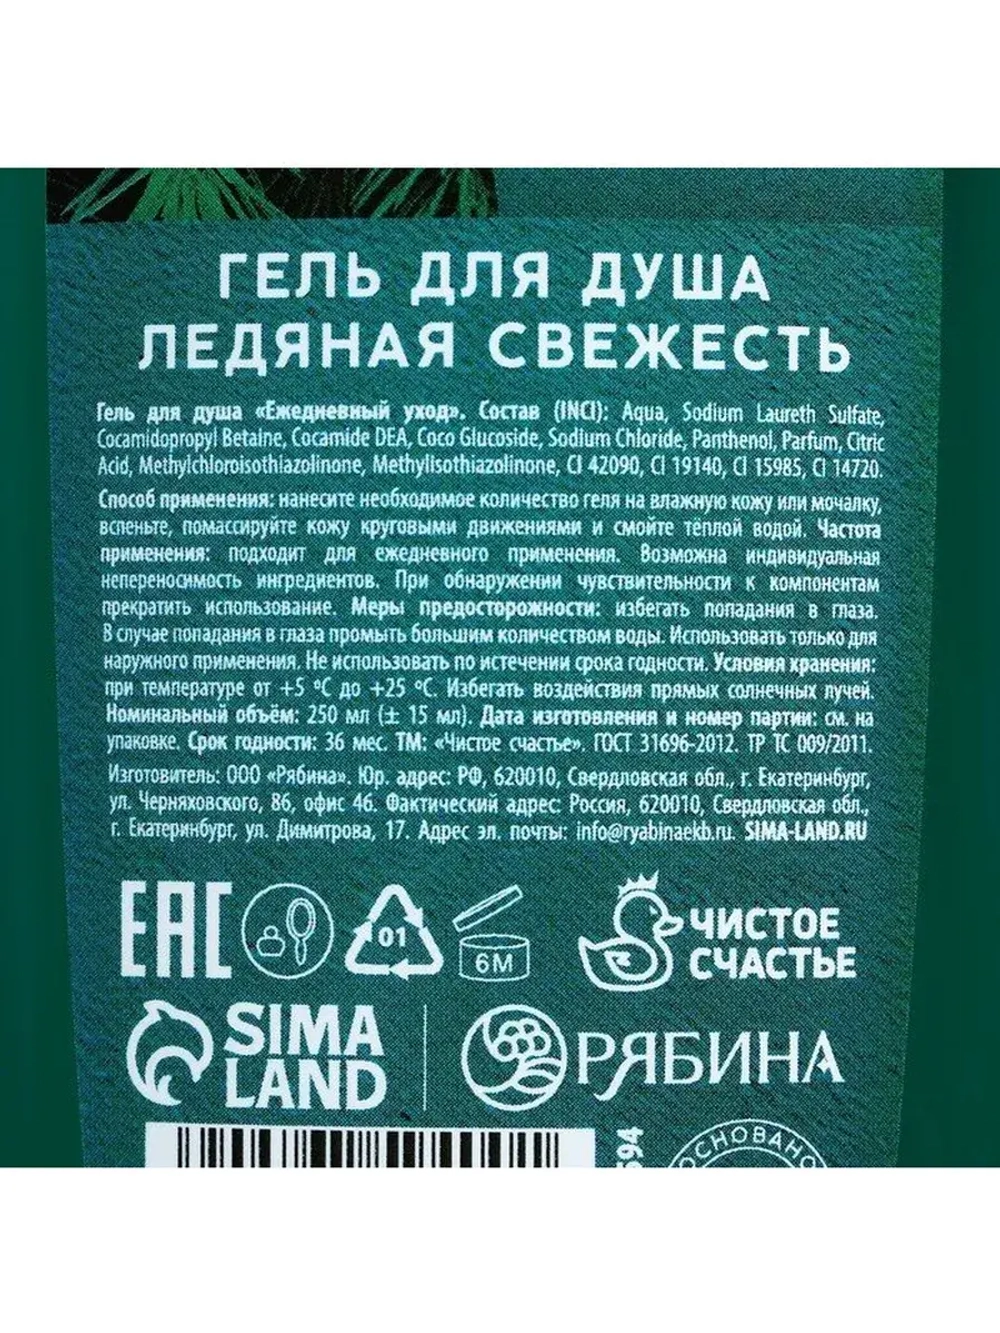 ГЕЛЬ ДЛЯ ДУША
ЛЕДЯНАЯ СВЕЖЕСТЬ
Гель для душа «Ежедневный уход». Состав (INCI): Aqua, Sodium Laureth Sulfate,
Cocamidopropyl Betaine, Cocamide DEA, Coco Glucoside, Sodium Chloride, Panthenol, Parfum, Citric
Acid, Methylchloroisothiazolinone, Methylisothiazolinone, CI 42090, CI 19140, CI 15985, CI 14720.
Способ применения: нанесите необходимое количество геля на влажную кожу или мочалку,
вспеньте, помассируйте кожу круговыми движениями и смойте тёплой водой. Частота
применения: подходит для ежедневного применения. Возможна индивидуальная
непереносимость ингредиентов. При обнаружении чувствительности к компонентам
прекратить использование. Меры предосторожности: избегать попадания в глаза.
В случае попадания в глаза промыть большим количеством воды. Использовать только для
наружного применения. Не использовать по истечении срока годности. Условия хранения:
при температуре от +5 °C до +25 °C. Избегать воздействия прямых солнечных лучей.
Номинальный объём: 250 мл (± 15 мл). Дата изготовления и номер партии: см. на
упаковке. Срок годности: 36 мес. ТМ: «Чистое счастье». ГОСТ 31696-2012. ТР ТС 009/2011.
Изготовитель: ООО «Рябина». Юр. адрес: РФ, 620010, Свердловская обл., г. Екатеринбург,
ул. Черняховского, 86, офис 46. Фактический адрес: Россия, 620010, Свердловская обл.,
г. Екатеринбург, ул. Димитрова, 17. Адрес эл. почты: info@ryabinaekb.ru. SIMA-LAND.RU
ЕАС
01
6M
ЧИСТОЕ
СЧАСТЬЕ
SIMA
LAND
РЯБИНА
594
ОСНОВАНО